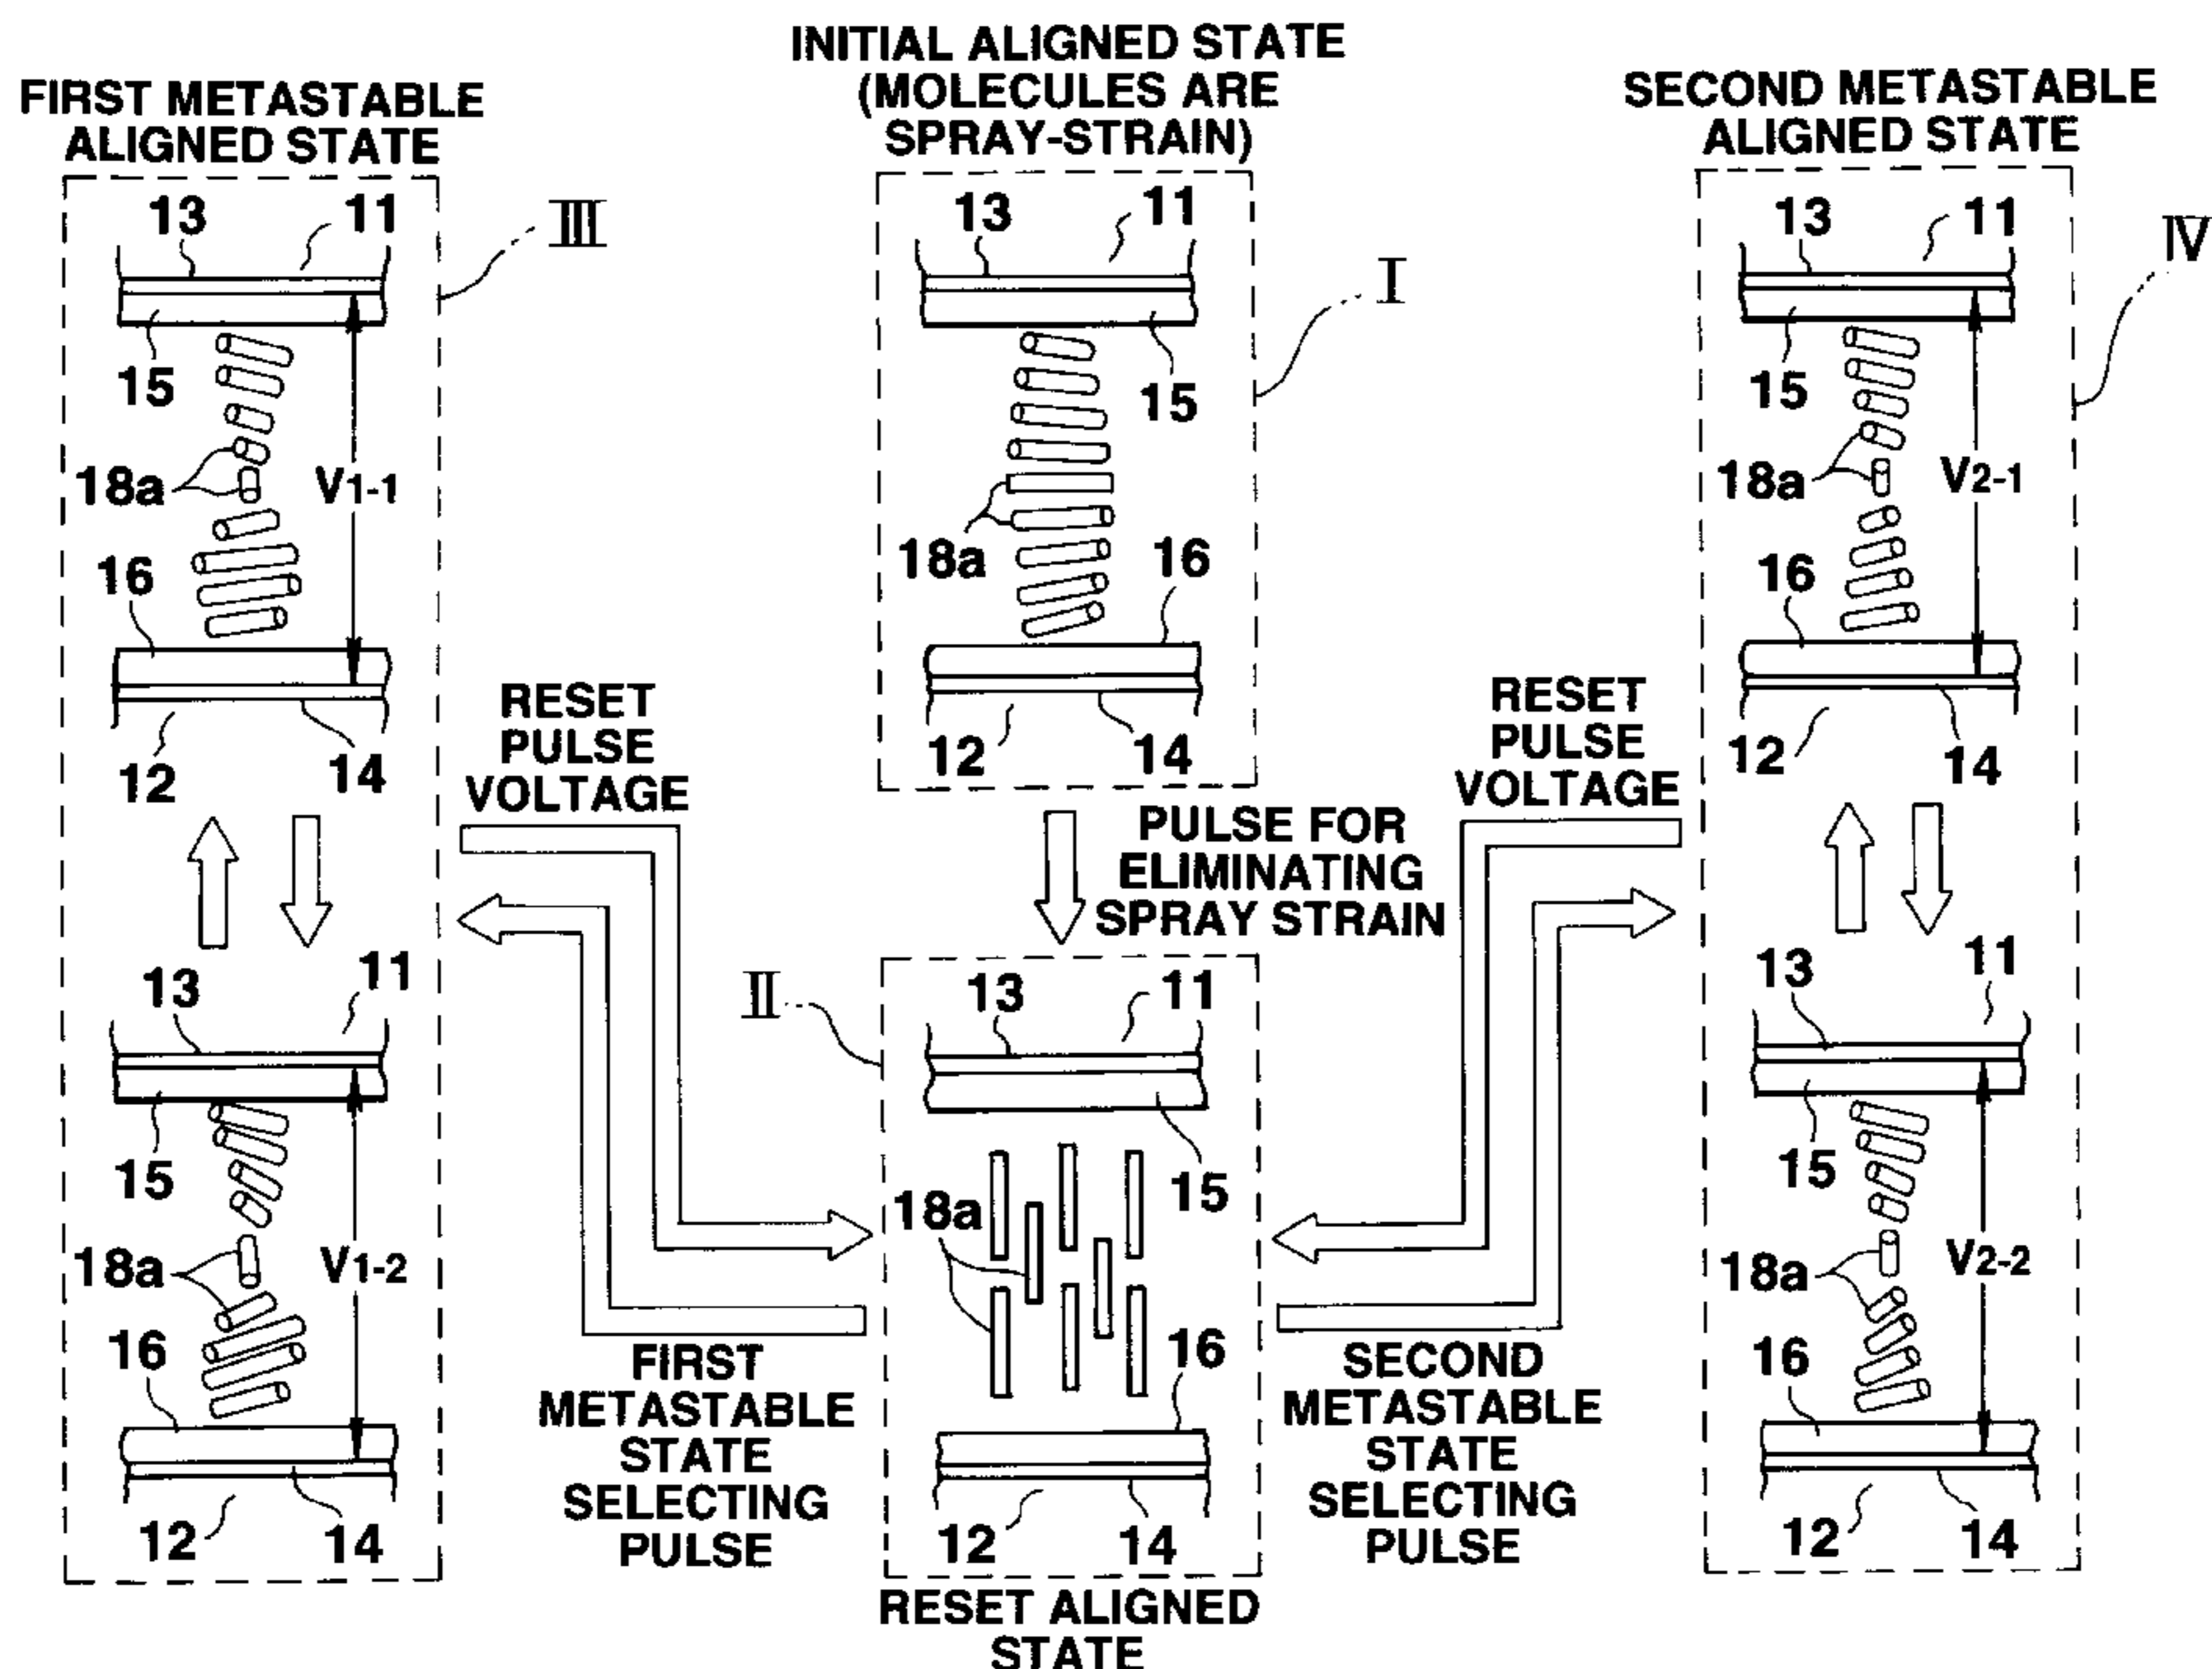 INITIAL ALIGNED STATE
(MOLECULES ARE
SPRAY-STRAIN)
FIRST METASTABLE
ALIGNED STATE
SECOND METASTABLE
ALIGNED STATE
13
11
III
15
18a
V1-1
16
12
14
13
11
I
15
18a
16
12
14
13
11
IV
15
18a
V2-1
16
12
14
RESET
PULSE
VOLTAGE
PULSE FOR
ELIMINATING
SPRAY STRAIN
RESET
PULSE
VOLTAGE
13
11
15
18a
V1-2
16
12
14
II
13
11
15
18a
16
12
14
13
11
15
18a
V2-2
16
12
14
FIRST
METASTABLE
STATE
SELECTING
PULSE
SECOND
METASTABLE
STATE
SELECTING
PULSE
RESET ALIGNED
STATE